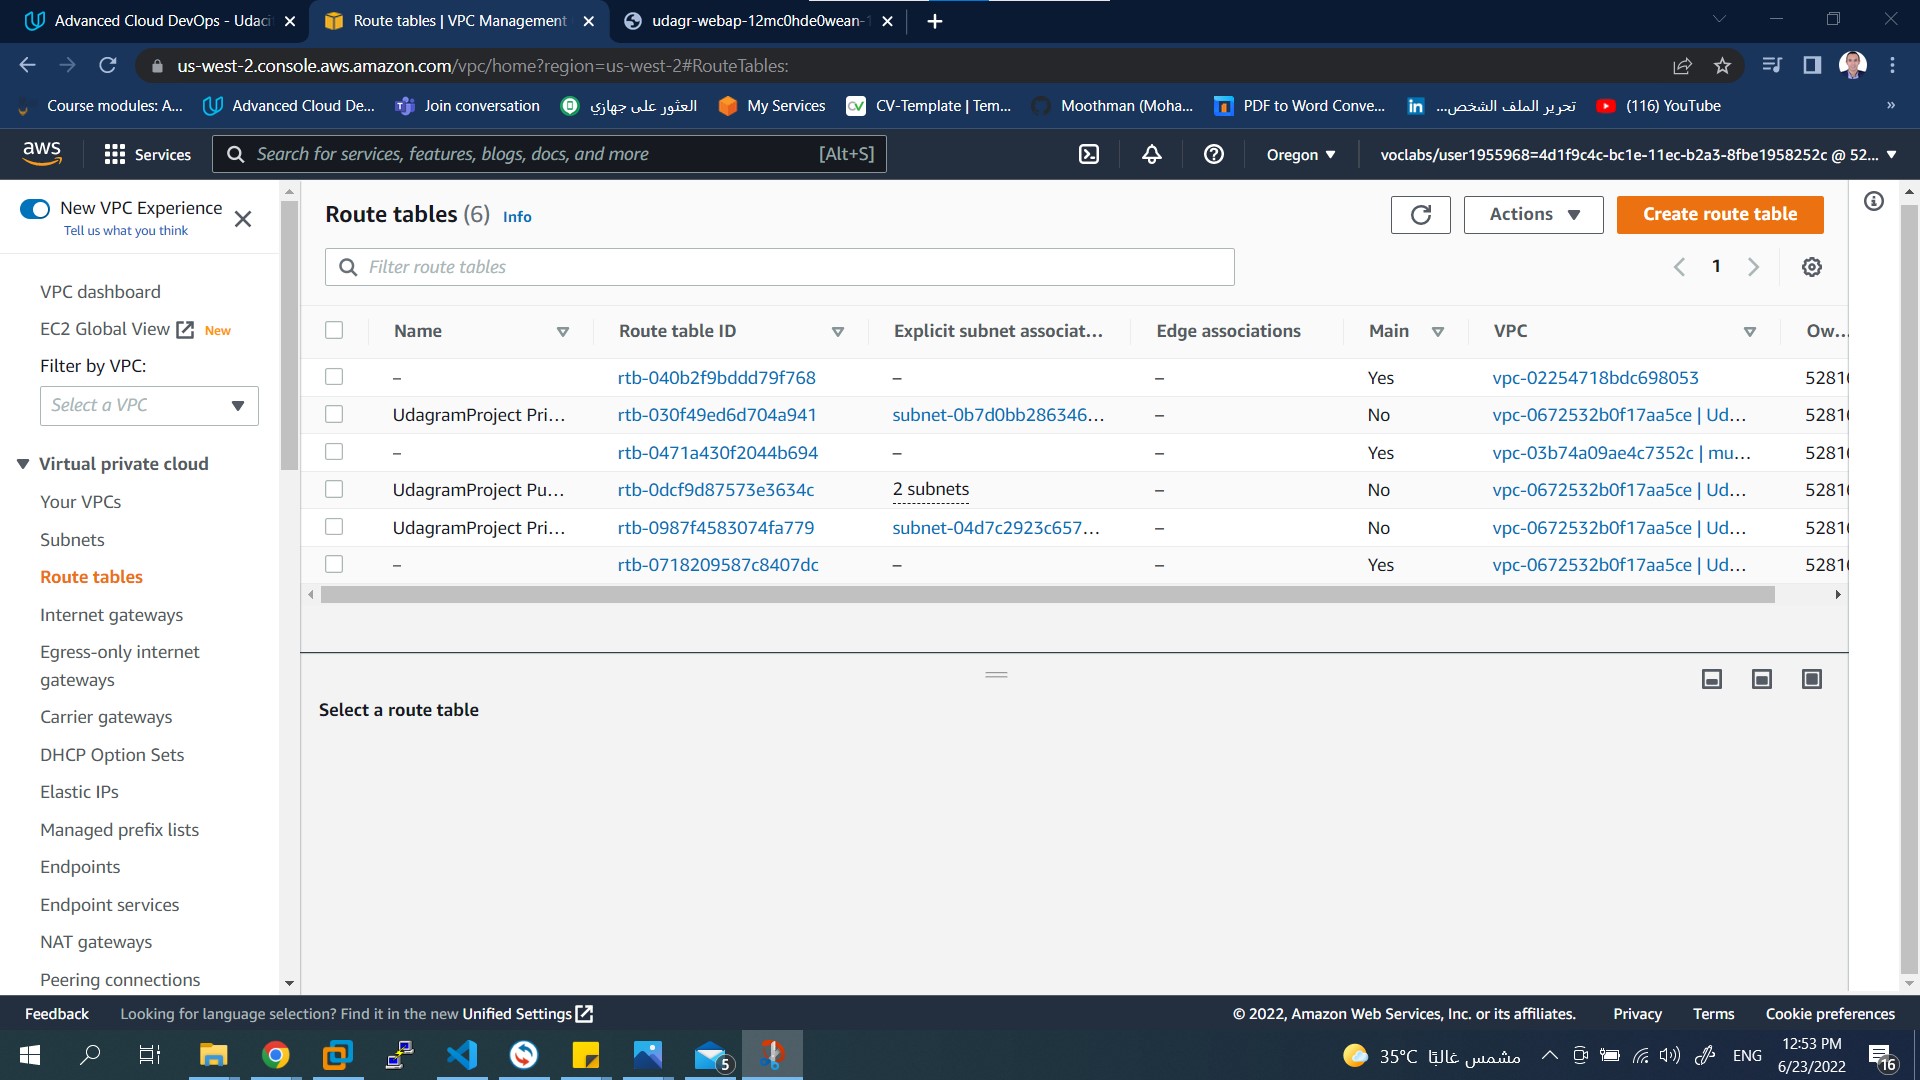 Advanced Cloud DevOps - Udaci
Route tables | VPC Management
udagr-webap-12mc0hde0wean-1
us-west-2.console.aws.amazon.com/vpc/home?region=us-west-2#RouteTables:
Course modules: A...
Advanced Cloud De...
Join conversation
العثور على جهازي
My Services
CV-Template | Tem...
Moothman (Moha...
PDF to Word Conve...
تحرير الملف الشخص...
(116) YouTube
»
aws
Services
Search for services, features, blogs, docs, and more
[Alt+S]
Oregon
voclabs/user1955968=4d1f9c4c-bc1e-11ec-b2a3-8fbe1958252c @ 52...
New VPC Experience
Tell us what you think
VPC dashboard
EC2 Global View New
Filter by VPC:
Select a VPC
Virtual private cloud
Your VPCs
Subnets
Route tables
Internet gateways
Egress-only internet
gateways
Carrier gateways
DHCP Option Sets
Elastic IPs
Managed prefix lists
Endpoints
Endpoint services
NAT gateways
Peering connections
Route tables (6) Info
Actions
Create route table
Filter route tables
1
Name Route table ID Explicit subnet associat... Edge associations Main VPC Ow...
– rtb-040b2f9bddd79f768 – – Yes vpc-02254718bdc698053 52810
UdagramProject Pri... rtb-030f49ed6d704a941 subnet-0b7d0bb286346... – No vpc-0672532b0f17aa5ce | Ud... 52810
– rtb-0471a430f2044b694 – – Yes vpc-03b74a09ae4c7352c | mu... 52810
UdagramProject Pu... rtb-0dcf9d87573e3634c 2 subnets – No vpc-0672532b0f17aa5ce | Ud... 52810
UdagramProject Pri... rtb-0987f4583074fa779 subnet-04d7c2923c657... – No vpc-0672532b0f17aa5ce | Ud... 52810
– rtb-0718209587c8407dc – – Yes vpc-0672532b0f17aa5ce | Ud... 52810
Select a route table
Feedback
Looking for language selection? Find it in the new Unified Settings
© 2022, Amazon Web Services, Inc. or its affiliates.
Privacy
Terms
Cookie preferences
5
35°C مشمس غالبًا
ENG
12:53 PM
6/23/2022
16